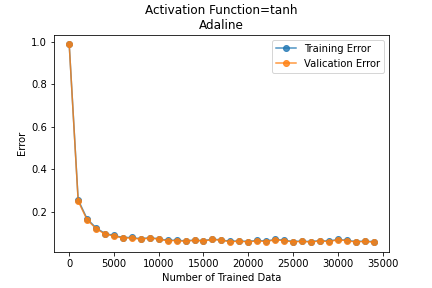 Activation Function=tanh
Adaline
Training Error
Valication Error
1.0
0.8
0.6
0.4
0.2
Error
0 5000 10000 15000 20000 25000 30000 35000
Number of Trained Data